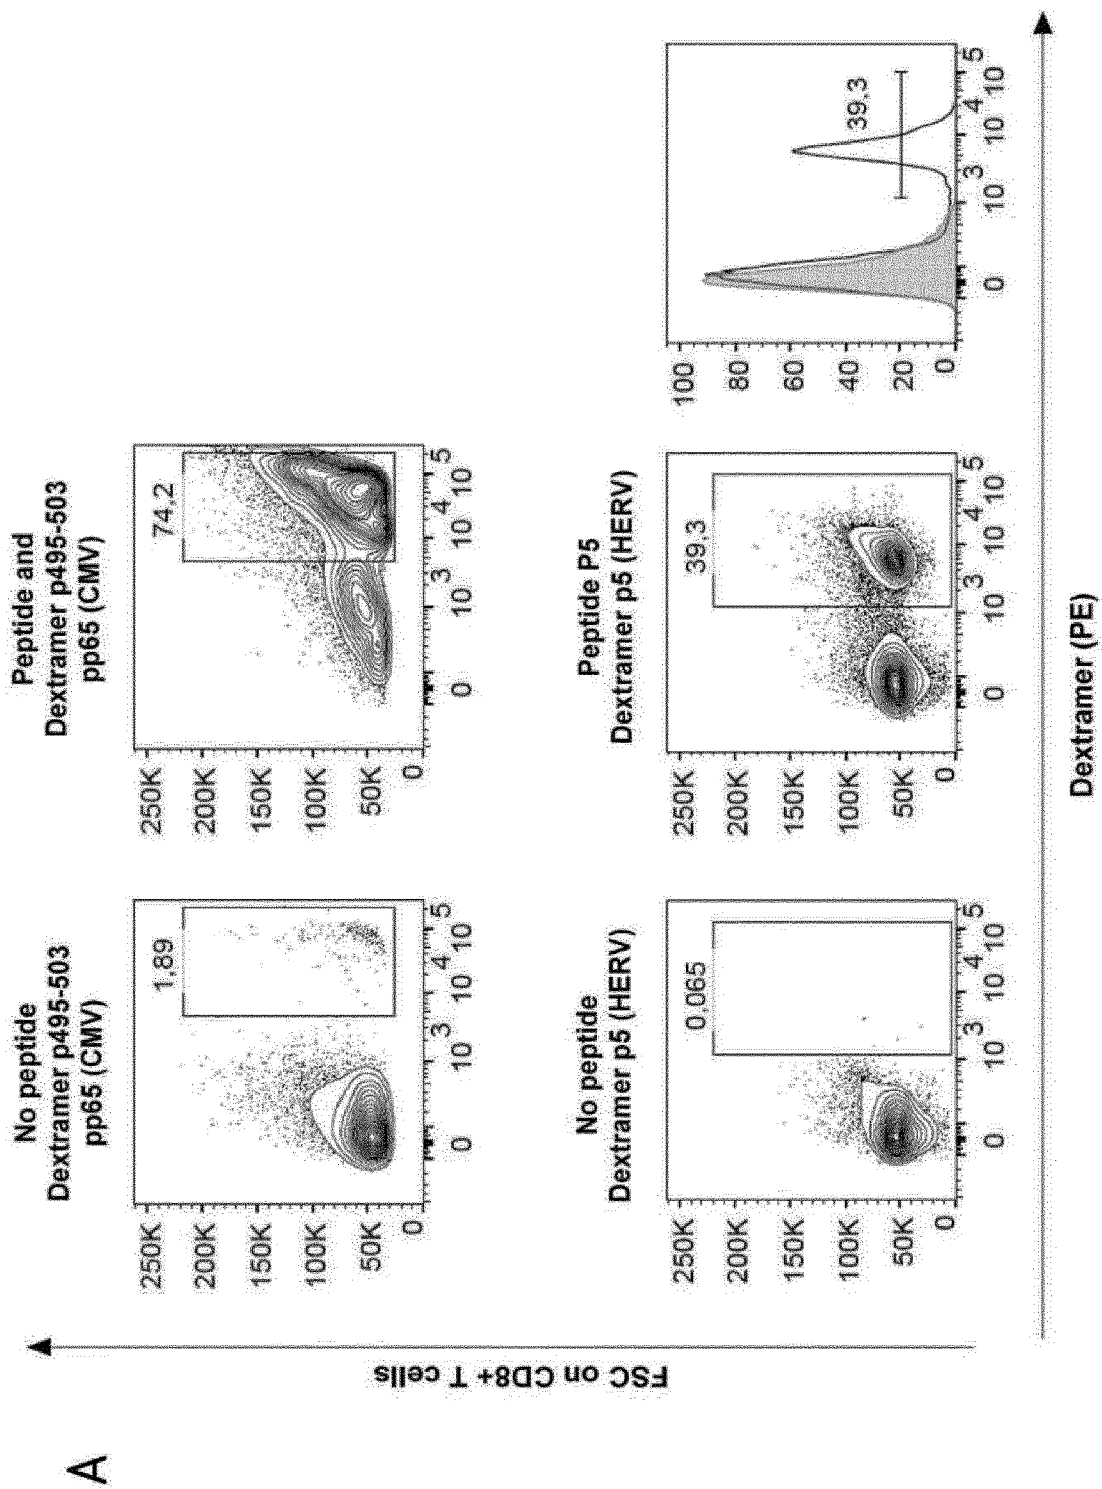 A
FSC on CD8+ T cells
No peptide
Dextramer p495-503
pp65 (CMV)
1,89
250K
200K
150K
100K
50K
0
0 10 3 10 4 10 5
Peptide and
Dextramer p495-503
pp65 (CMV)
74,2
250K
200K
150K
100K
50K
0
0 10 3 10 4 10 5
No peptide
Dextramer p5 (HERV)
0,065
250K
200K
150K
100K
50K
0
0 10 3 10 4 10 5
Peptide P5
Dextramer p5 (HERV)
39,3
250K
200K
150K
100K
50K
0
0 10 3 10 4 10 5
39,3
100
80
60
40
20
0
0 10 3 10 4 10 5
Dextramer (PE)